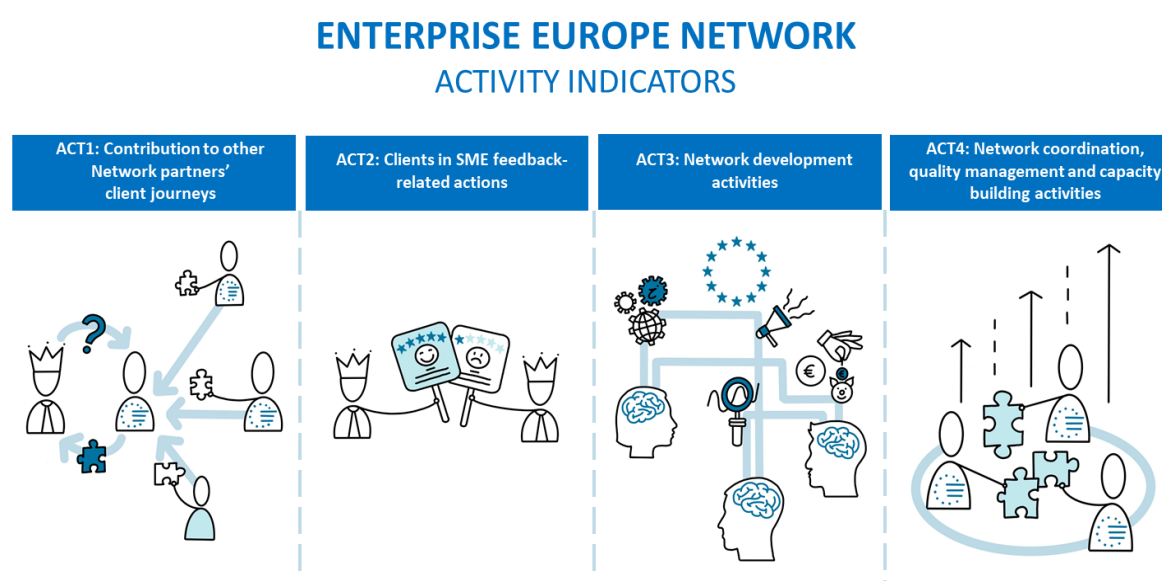 ENTERPRISE EUROPE NETWORK
ACTIVITY INDICATORS
ACT1: Contribution to other
Network partners'
client journeys
ACT2: Clients in SME feedback-
related actions
ACT3: Network development
activities
ACT4: Network coordination,
quality management and capacity
building activities
?
€
€